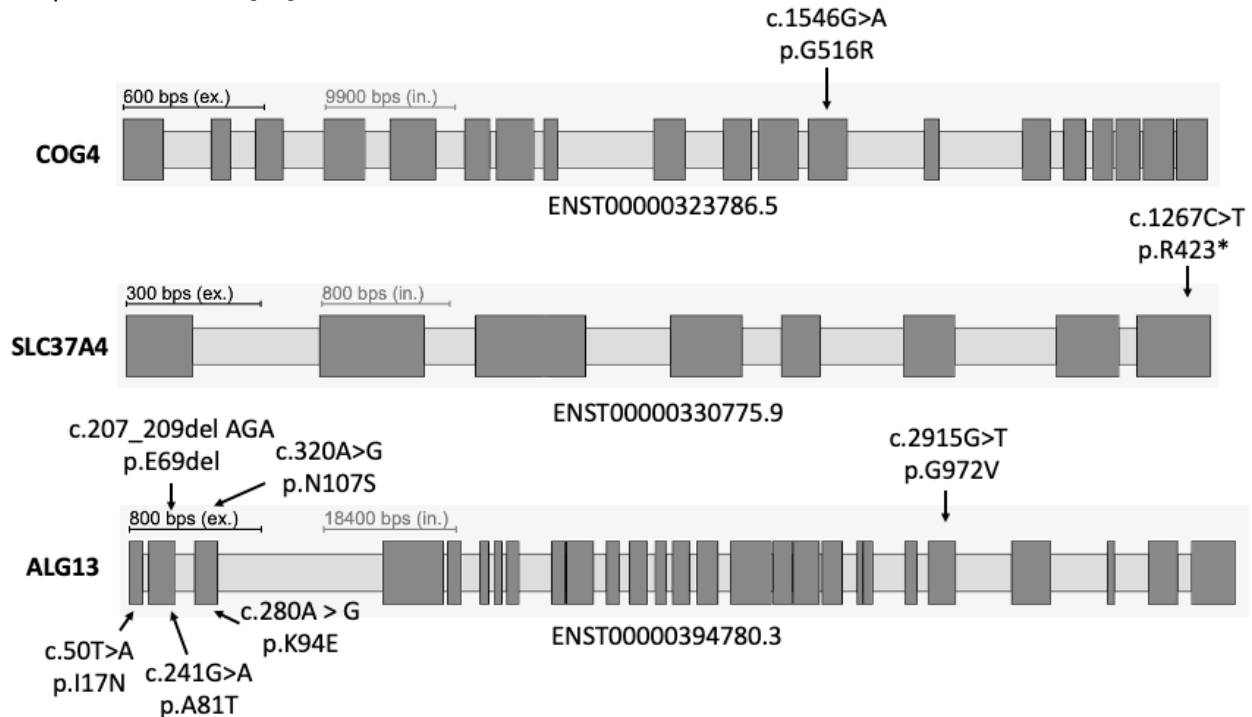 c.1546G>A
p.G516R
600 bps (ex.)
9900 bps (in.)
COG4
ENST00000323786.5
c.1267C>T
p.R423*
300 bps (ex.)
800 bps (in.)
SLC37A4
ENST00000330775.9
c.207_209del AGA
p.E69del
c.320A>G
p.N107S
c.2915G>T
p.G972V
800 bps (ex.)
18400 bps (in.)
ALG13
c.280A > G
p.K94E
ENST00000394780.3
c.50T>A
p.I17N
c.241G>A
p.A81T